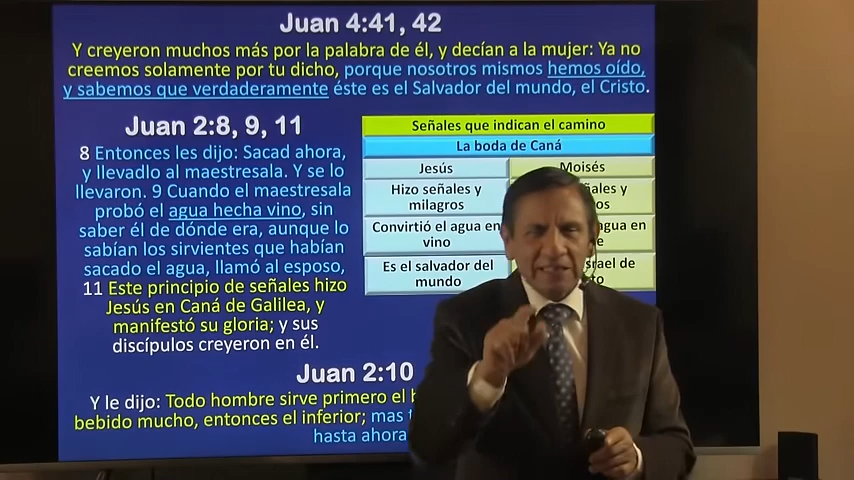 Juan 4:41, 42
Y creyeron muchos más por la palabra de él, y decían a la mujer: Ya no
creemos solamente por tu dicho, porque nosotros mismos hemos oído,
y sabemos que verdaderamente éste es el Salvador del mundo, el Cristo.
Juan 2:8, 9, 11
8 Entonces les dijo: Sacad ahora,
y llevadlo al maestresala. Y se lo
llevaron. 9 Cuando el maestresala
probó el agua hecha vino, sin
saber él de dónde era, aunque lo
sabían los sirvientes que habían
sacado el agua, llamó al esposo,
11 Este principio de señales hizo
Jesús en Caná de Galilea, y
manifestó su gloria; y sus
discípulos creyeron en él.
Señales que indican el camino
La boda de Caná
Jesús
Moisés
Hizo señales y
milagros
y
Convirtió el agua en
vino
agua en
Es el salvador del
mundo
de
Juan 2:10
Y le dijo: Todo hombre sirve primero el
bebido mucho, entonces el inferior; mas
hasta ahora